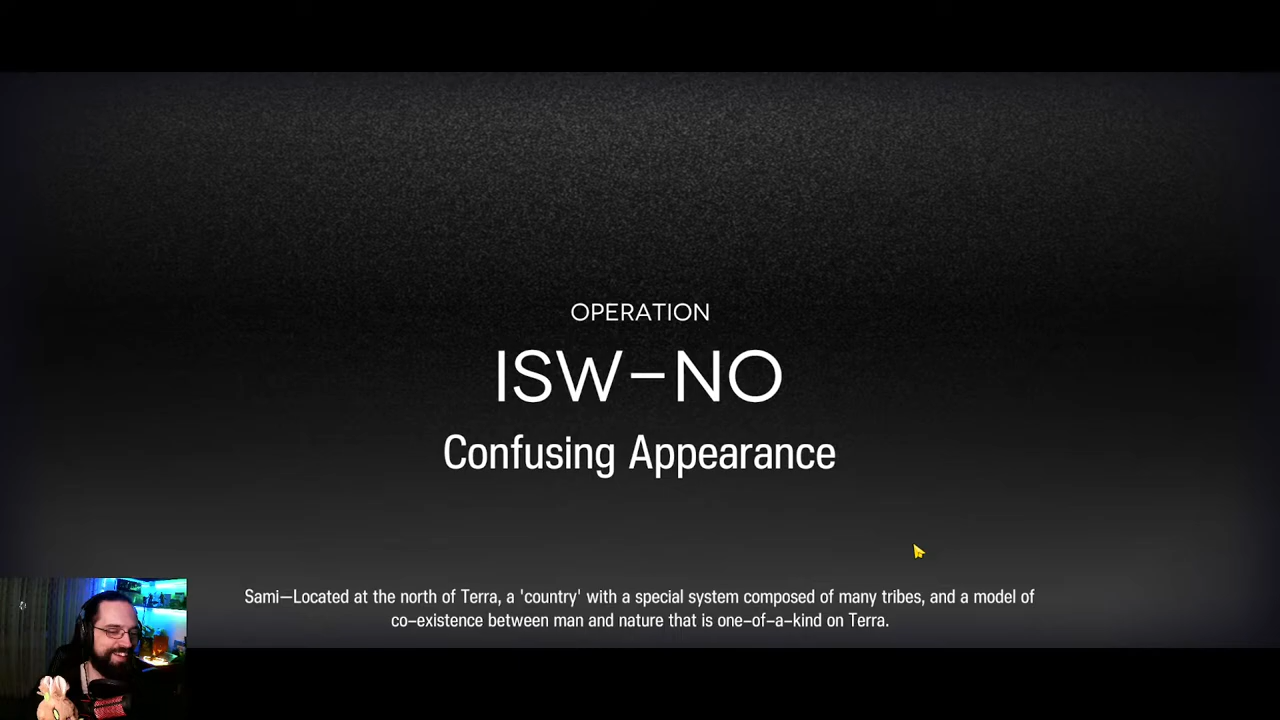 OPERATION
ISW-NO
Confusing Appearance
Sami—Located at the north of Terra, a 'country' with a special system composed of many tribes, and a model of
co-existence between man and nature that is one-of-a-kind on Terra.